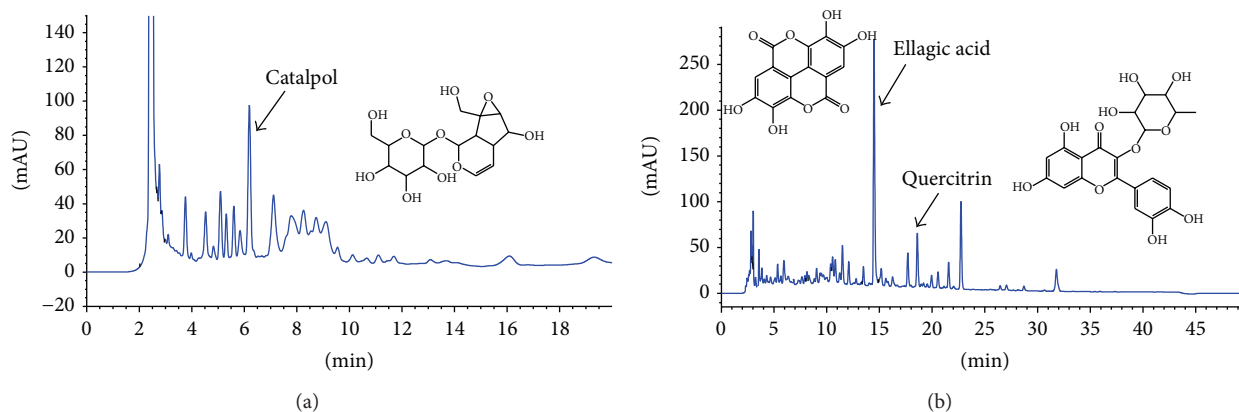 140
120
100
80
60
40
20
0
−20
(mAU)
Catalpol
HO
O
HO
OH
HO
O
O
OH
O
HO
OH
OH
0 2 4 6 8 10 12 14 16 18
(min)
(a)
250
200
150
100
50
0
(mAU)
OH
O
O
OH
HO
O
O
HO
Ellagic acid
Quercitrin
OH
HO
OH
HO
O
OH
O
O
HO
O
OH
OH
0 5 10 15 20 25 30 35 40 45
(min)
(b)